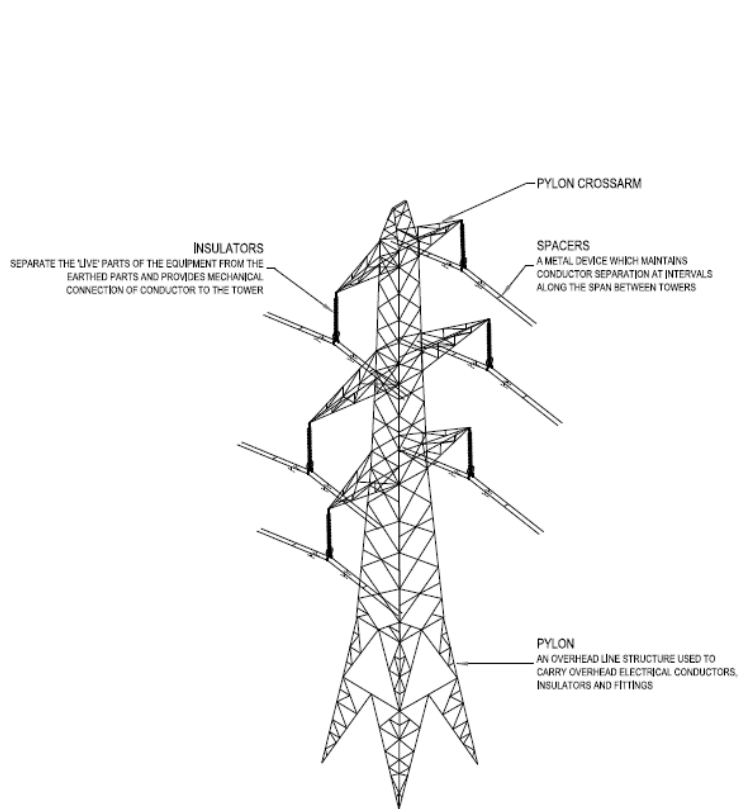 PYLON CROSSARM
INSULATORS
SEPARATE THE 'LIVE' PARTS OF THE EQUIPMENT FROM THE
EARTHED PARTS AND PROVIDES MECHANICAL
CONNECTION OF CONDUCTOR TO THE TOWER
SPACERS
A METAL DEVICE WHICH MAINTAINS
CONDUCTOR SEPARATION AT INTERVALS
ALONG THE SPAN BETWEEN TOWERS
PYLON
AN OVERHEAD LINE STRUCTURE USED TO
CARRY OVERHEAD ELECTRICAL CONDUCTORS,
INSULATORS AND FITTINGS